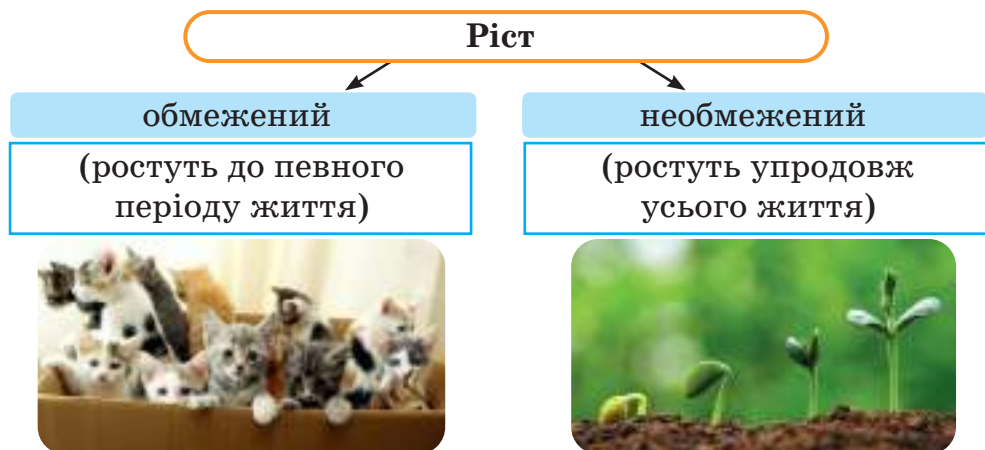 Ріст
обмежений
необмежений
(ростуть до певного
періоду життя)
(ростуть упродовж
усього життя)